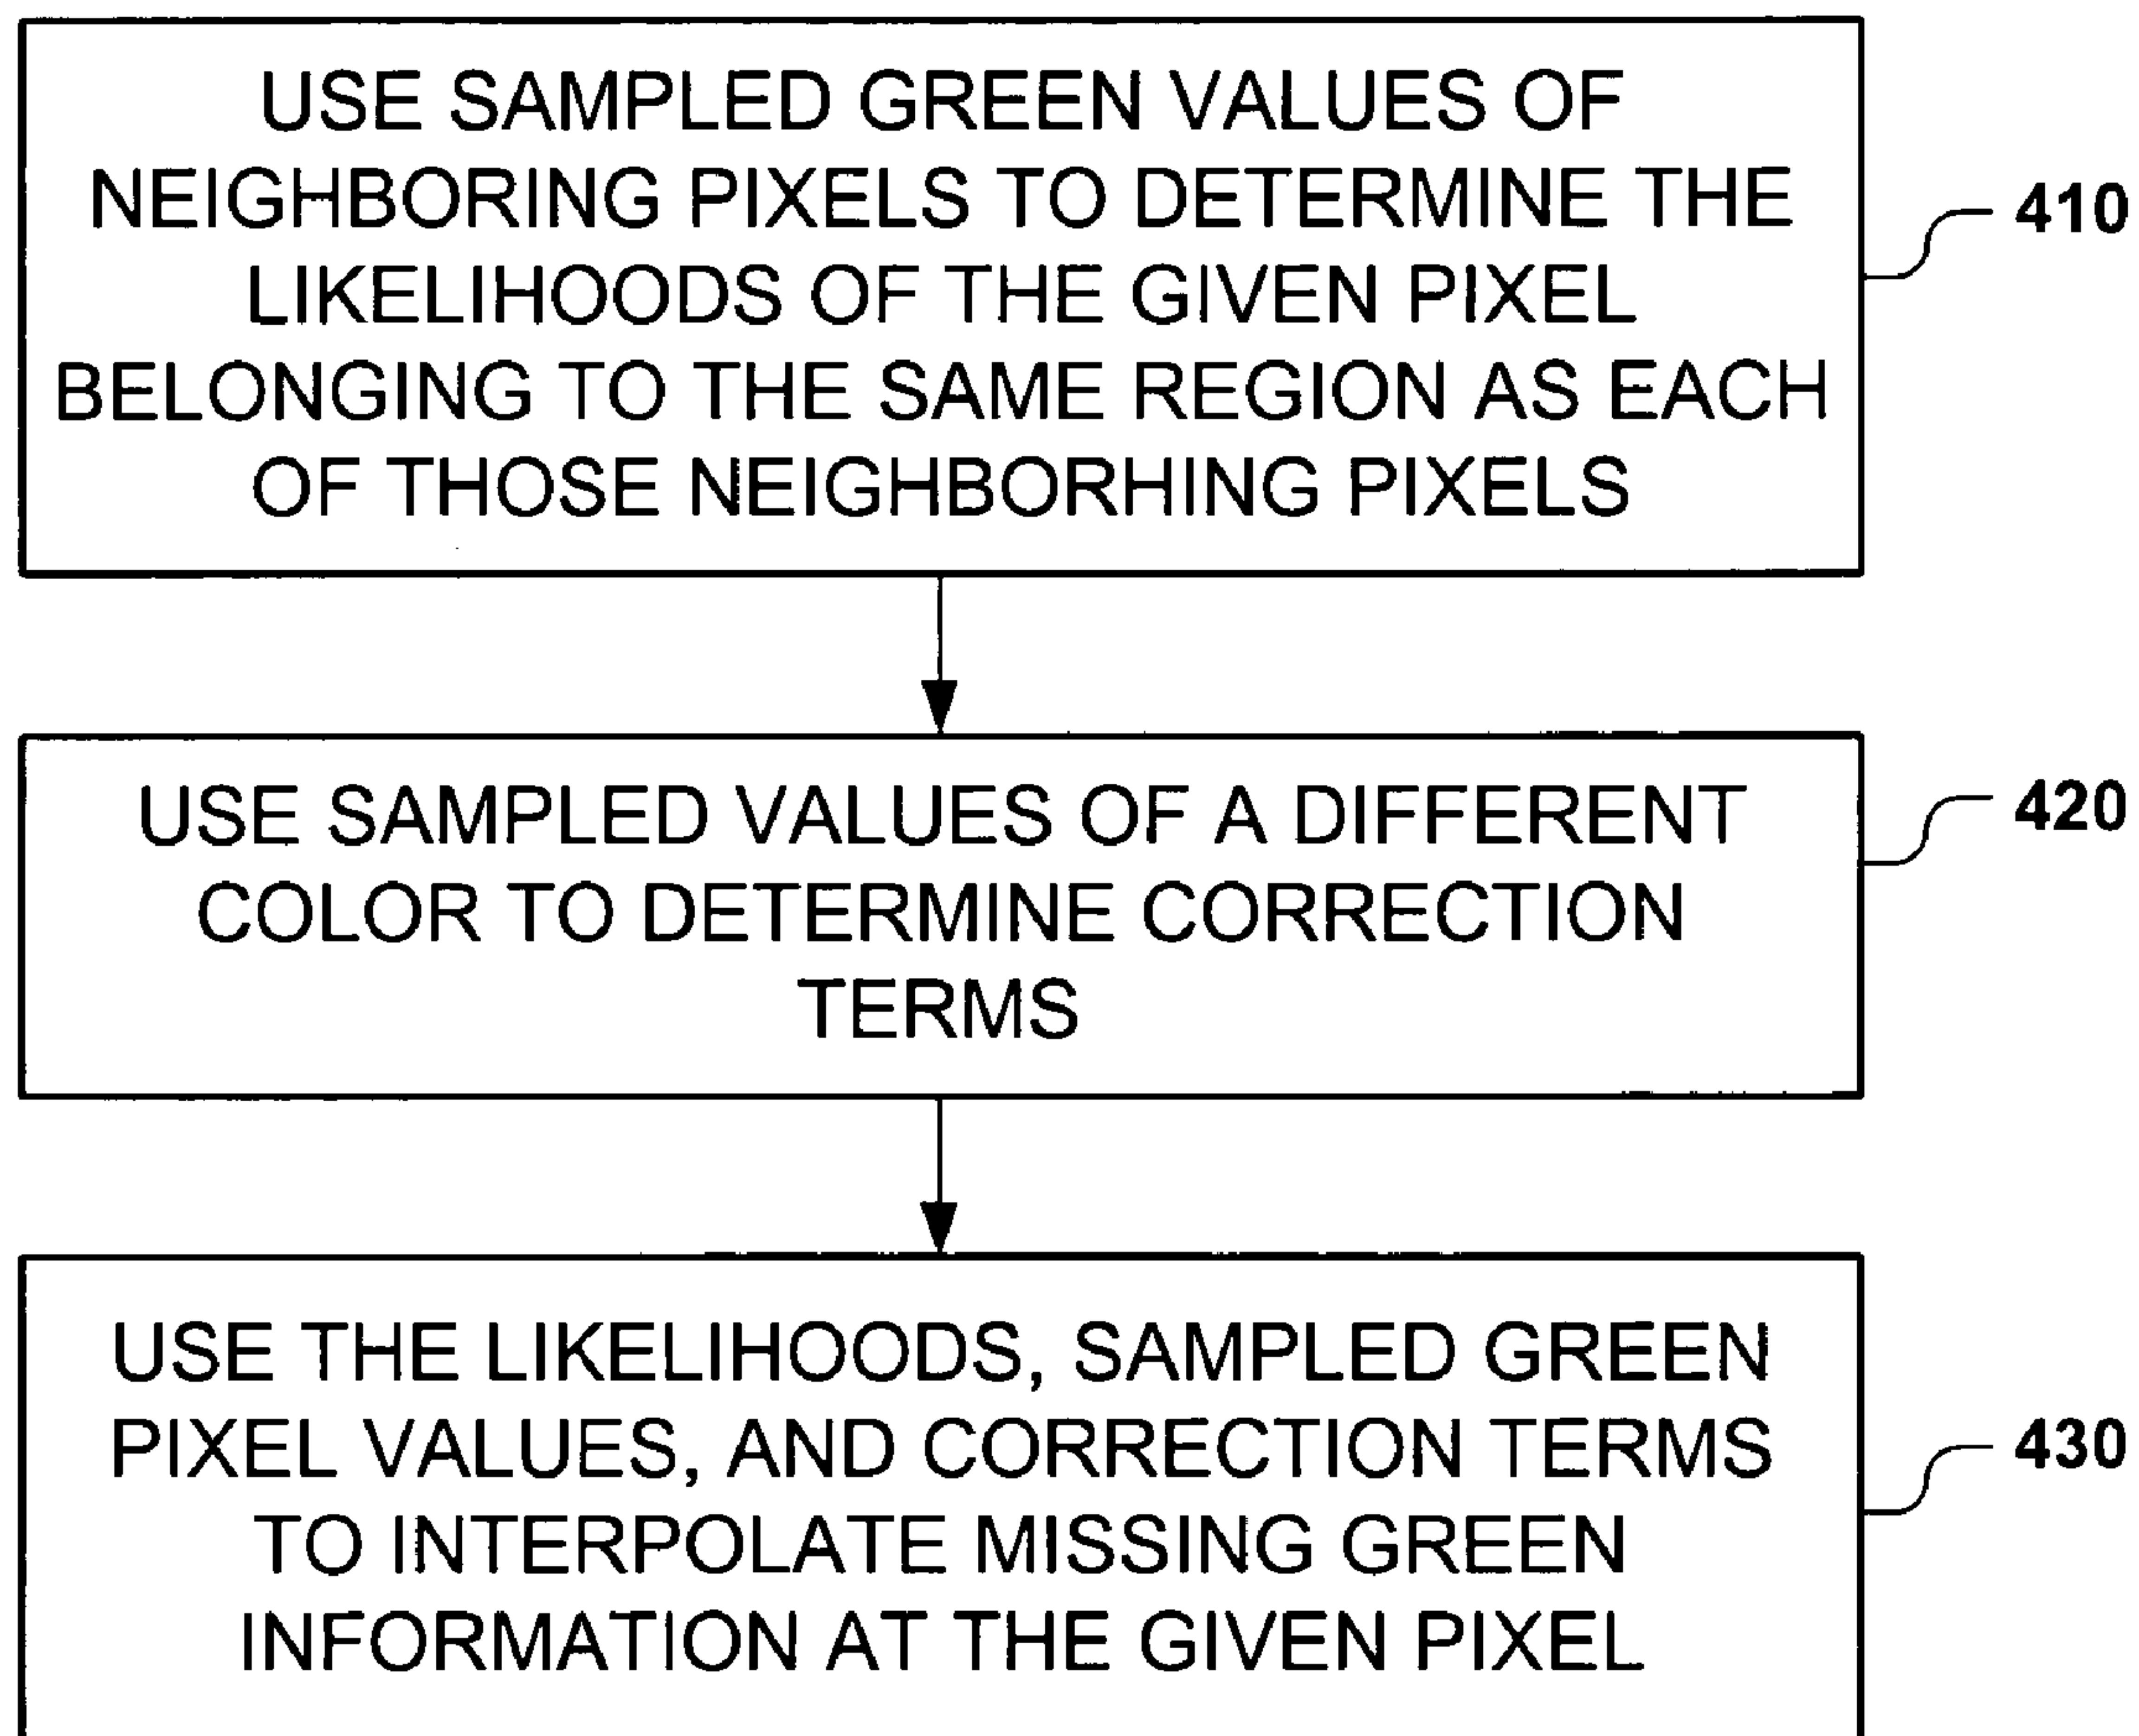 USE SAMPLED GREEN VALUES OF
NEIGHBORING PIXELS TO DETERMINE THE
LIKELIHOODS OF THE GIVEN PIXEL
BELONGING TO THE SAME REGION AS EACH
OF THOSE NEIGHBORHING PIXELS
410
USE SAMPLED VALUES OF A DIFFERENT
COLOR TO DETERMINE CORRECTION
TERMS
420
USE THE LIKELIHOODS, SAMPLED GREEN
PIXEL VALUES, AND CORRECTION TERMS
TO INTERPOLATE MISSING GREEN
INFORMATION AT THE GIVEN PIXEL
430